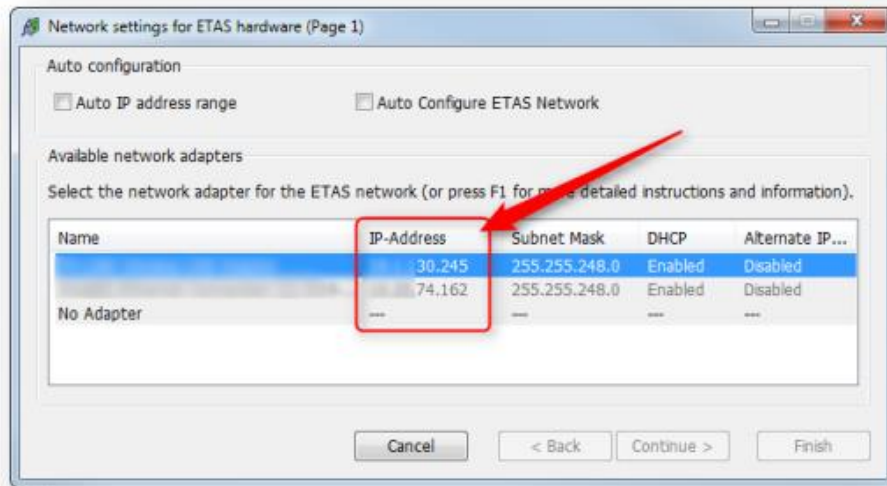 Network settings for ETAS hardware (Page 1)
Auto configuration
Auto IP address range Auto Configure ETAS Network
Available network adapters
Select the network adapter for the ETAS network (or press F1 for more detailed instructions and information).
Name IP-Address Subnet Mask DHCP Alternate IP...
30.245 255.255.248.0 Enabled Disabled
74.162 255.255.248.0 Enabled Disabled
No Adapter --- --- --- ---
Cancel < Back Continue > Finish